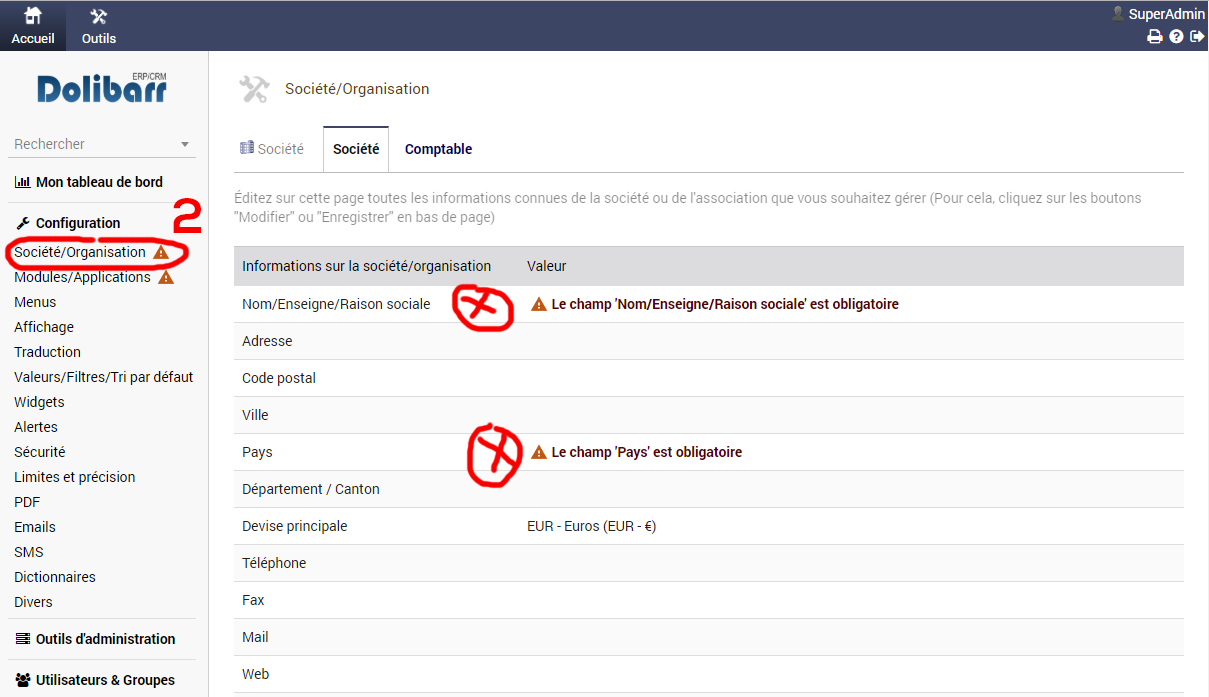 Accueil
Outils
SuperAdmin
Dolibarr ERP/CRM
Rechercher
Mon tableau de bord
Configuration
2
Société/Organisation
Modules/Applications
Menus
Affichage
Traduction
Valeurs/Filtres/Tri par défaut
Widgets
Alertes
Sécurité
Limites et précision
PDF
Emails
SMS
Dictionnaires
Divers
Outils d'administration
Utilisateurs & Groupes
Société/Organisation
Société Société Comptable
Éditez sur cette page toutes les informations connues de la société ou de l'association que vous souhaitez gérer (Pour cela, cliquez sur les boutons
"Modifier" ou "Enregistrer" en bas de page)
Informations sur la société/organisation Valeur
Nom/Enseigne/Raison sociale Le champ 'Nom/Enseigne/Raison sociale' est obligatoire
Adresse
Code postal
Ville
Pays Le champ 'Pays' est obligatoire
Département / Canton
Devise principale EUR - Euros (EUR - €)
Téléphone
Fax
Mail
Web